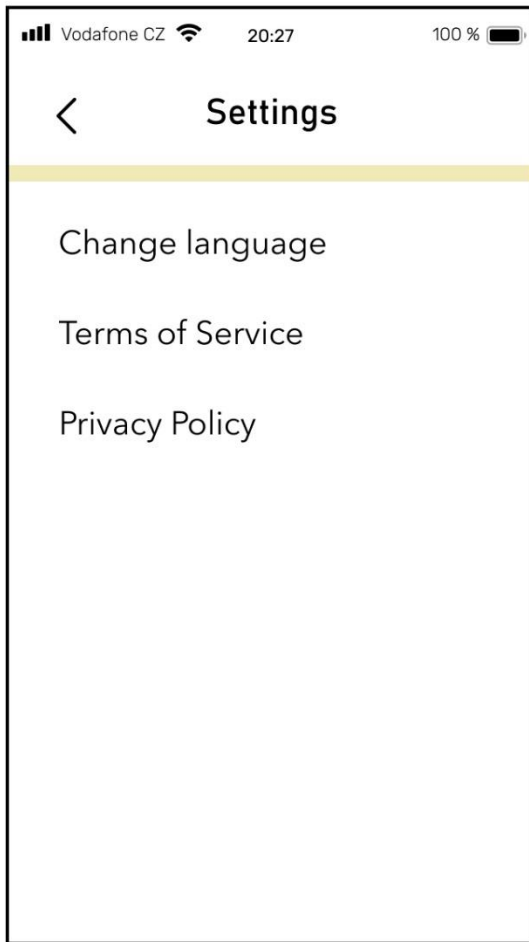 Vodafone CZ 20:27 100 %
Settings
Change language
Terms of Service
Privacy Policy